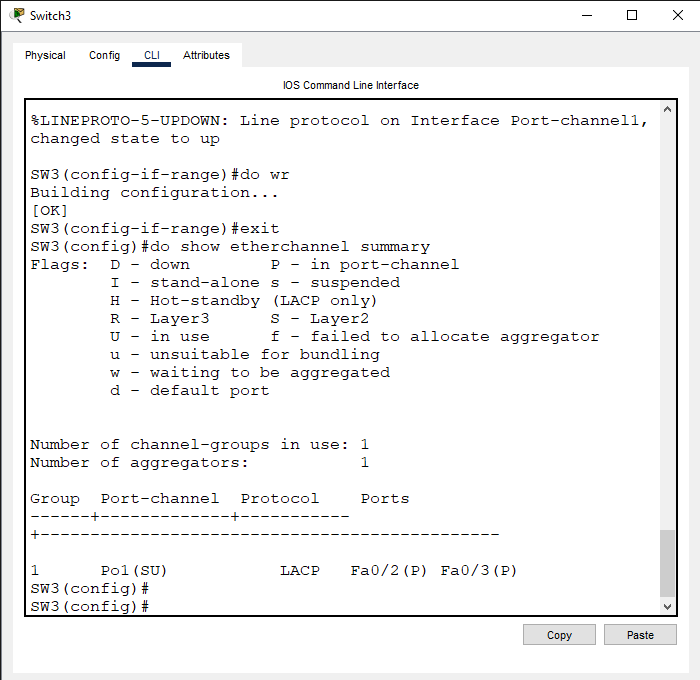 Switch3
Physical Config CLI Attributes
IOS Command Line Interface
%LINEPROTO-5-UPDOWN: Line protocol on Interface Port-channel1,
changed state to up
SW3(config-if-range)#do wr
Building configuration...
[OK]
SW3(config-if-range)#exit
SW3(config)#do show etherchannel summary
Flags:  D - down        P - in port-channel
        I - stand-alone s - suspended
        H - Hot-standby (LACP only)
        R - Layer3      S - Layer2
        U - in use      f - failed to allocate aggregator
        u - unsuitable for bundling
        w - waiting to be aggregated
        d - default port
Number of channel-groups in use: 1
Number of aggregators:           1
Group  Port-channel  Protocol    Ports
------+-------------+-----------
+----------------------------------------------
1      Po1(SU)           LACP   Fa0/2(P) Fa0/3(P)
SW3(config)#
SW3(config)#
Copy Paste